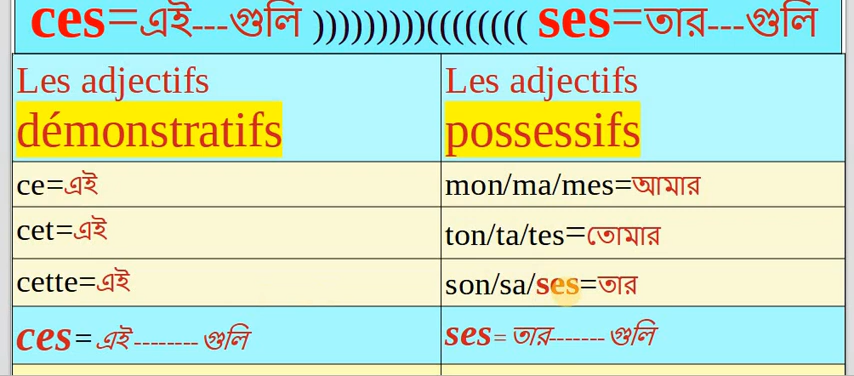 ces=এই---গুলি ))))))))))(((((((( ses=তার---গুলি
Les adjectifs démonstratifs
Les adjectifs possessifs
ce=এই
mon/ma/mes=আমার
cet=এই
ton/ta/tes=তোমার
cette=এই
son/sa/ses=তার
ces=এই--------গুলি
ses=তার-------গুলি